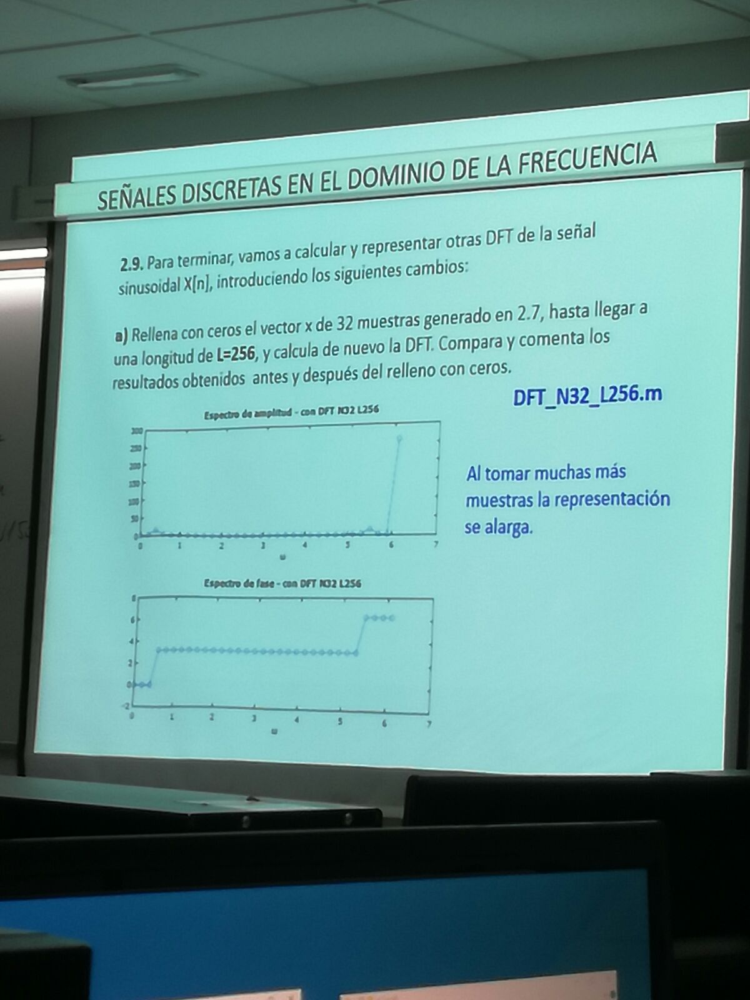 SEÑALES DISCRETAS EN EL DOMINIO DE LA FRECUENCIA
2.9. Para terminar, vamos a calcular y representar otras DFT de la señal
sinusoidal X[n], introduciendo los siguientes cambios:
a) Rellena con ceros el vector x de 32 muestras generado en 2.7, hasta llegar a
una longitud de L=256, y calcula de nuevo la DFT. Compara y comenta los
resultados obtenidos antes y después del relleno con ceros.
DFT_N32_L256.m
Espectro de amplitud - con DFT N32 L256
300
250
200
150
100
50
0
0 1 2 3 4 5 6 7
ω
Al tomar muchas más
muestras la representación
se alarga.
Espectro de fase - con DFT N32 L256
8
6
4
2
0
-2
0 1 2 3 4 5 6 7
ω